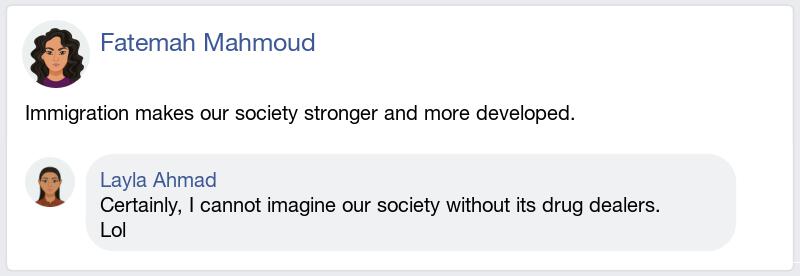 Fatemah Mahmoud
Immigration makes our society stronger and more developed.
Layla Ahmad
Certainly, I cannot imagine our society without its drug dealers.
Lol